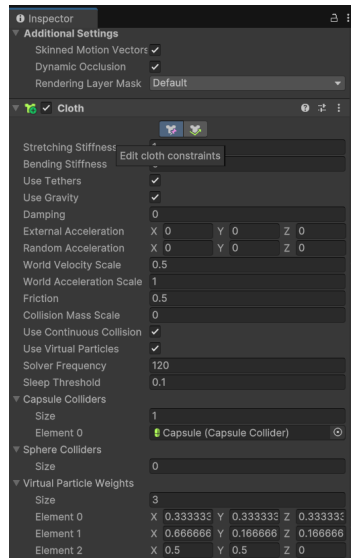 Inspector
Additional Settings
Skinned Motion Vectors
Dynamic Occlusion
Rendering Layer Mask Default
Cloth
Stretching Stiffness
Edit cloth constraints
Bending Stiffness
Use Tethers
Use Gravity
Damping 0
External Acceleration X 0 Y 0 Z 0
Random Acceleration X 0 Y 0 Z 0
World Velocity Scale 0.5
World Acceleration Scale 1
Friction 0.5
Collision Mass Scale 0
Use Continuous Collision
Use Virtual Particles
Solver Frequency 120
Sleep Threshold 0.1
Capsule Colliders
Size 1
Element 0 Capsule (Capsule Collider)
Sphere Colliders
Size 0
Virtual Particle Weights
Size 3
Element 0 X 0.333333 Y 0.333333 Z 0.333333
Element 1 X 0.666666 Y 0.166666 Z 0.166666
Element 2 X 0.5 Y 0.5 Z 0